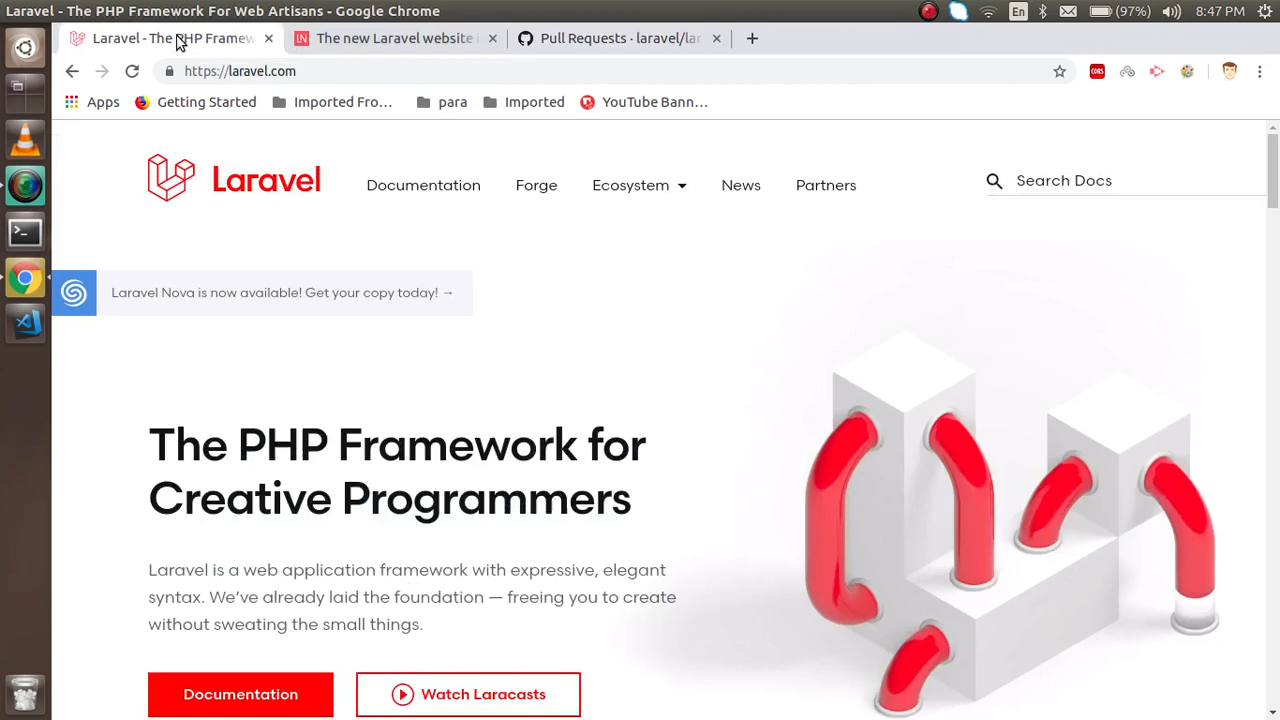 Laravel - The PHP Framework For Web Artisans - Google Chrome
En
(97%)
8:47 PM
Laravel - The PHP Framew
The new Laravel website i
Pull Requests · laravel/lar
https://laravel.com
CORS
Apps
Getting Started
Imported Fro...
para
Imported
YouTube Bann...
Laravel
Documentation
Forge
Ecosystem
News
Partners
Search Docs
Laravel Nova is now available! Get your copy today! →
The PHP Framework for
Creative Programmers
Laravel is a web application framework with expressive, elegant
syntax. We've already laid the foundation — freeing you to create
without sweating the small things.
Documentation
Watch Laracasts